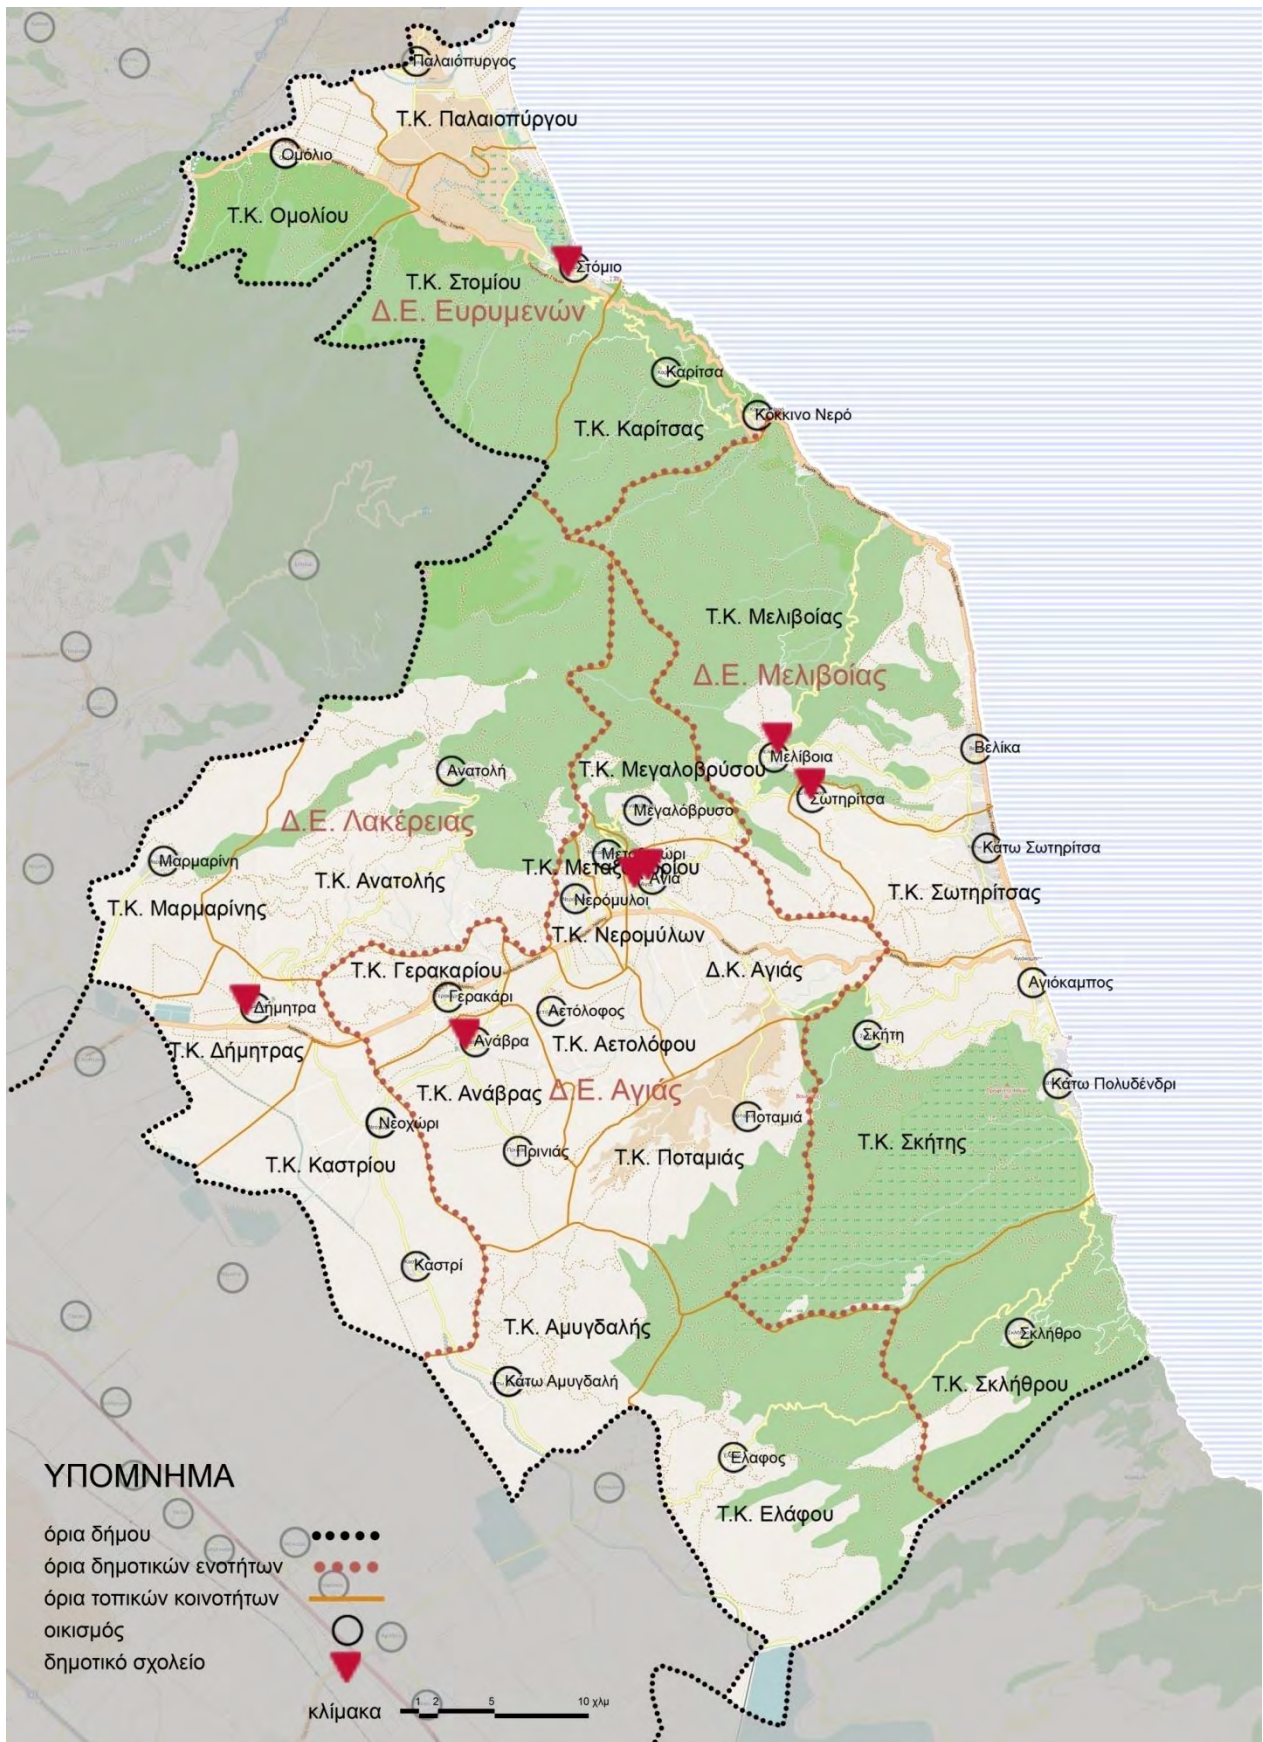 Παλαιόπυργος
Τ.Κ. Παλαιοπύργου
Ομόλιο
Τ.Κ. Ομολίου
Στόμιο
Τ.Κ. Στομίου
Δ.Ε. Ευρυμενών
Καρίτσα
Κόκκινο Νερό
Τ.Κ. Καρίτσας
Τ.Κ. Μελιβοίας
Δ.Ε. Μελιβοίας
Βελίκα
Μελίβοια
Ανατολή
Τ.Κ. Μεγαλοβρύσου
Σωτηρίτσα
Μεγαλόβρυσο
Δ.Ε. Λακέρειας
Κάτω Σωτηρίτσα
Μαρμαρίνη
Τ.Κ. Ανατολής
Αγιά
Τ.Κ. Σωτηρίτσας
Νερόμυλοι
Τ.Κ. Μαρμαρίνης
Τ.Κ. Νερομύλων
Τ.Κ. Γερακαρίου
Δ.Κ. Αγιάς
Αγιόκαμπος
Γερακάρι
Δήμητρα
Αετόλοφος
Σκήτη
Ανάβρα
Τ.Κ. Αετολόφου
Τ.Κ. Δήμητρας
Κάτω Πολυδένδρι
Τ.Κ. Ανάβρας
Δ.Ε. Αγιάς
Ποταμιά
Νεοχώρι
Τ.Κ. Σκήτης
Πρινιάς
Τ.Κ. Ποταμιάς
Τ.Κ. Καστρίου
Καστρί
Τ.Κ. Αμυγδαλής
Σκλήθρο
Κάτω Αμυγδαλή
Τ.Κ. Σκλήθρου
Έλαφος
Τ.Κ. Ελάφου
ΥΠΟΜΝΗΜΑ
όρια δήμου
όρια δημοτικών ενοτήτων
όρια τοπικών κοινοτήτων
οικισμός
δημοτικό σχολείο
κλίμακα 1 2 5 10 χλμ